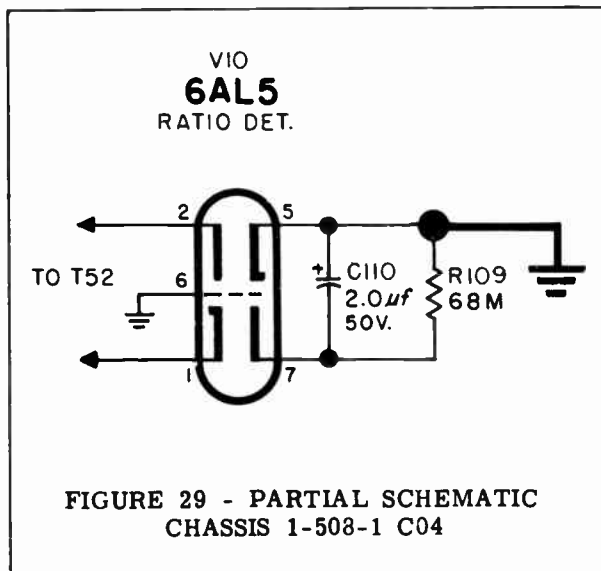 V10
6AL5
RATIO DET.
2
5
TO T52
6
+
C110
2.0μf
50V.
R109
68M
1
7
FIGURE 29 - PARTIAL SCHEMATIC
CHASSIS 1-508-1 C04